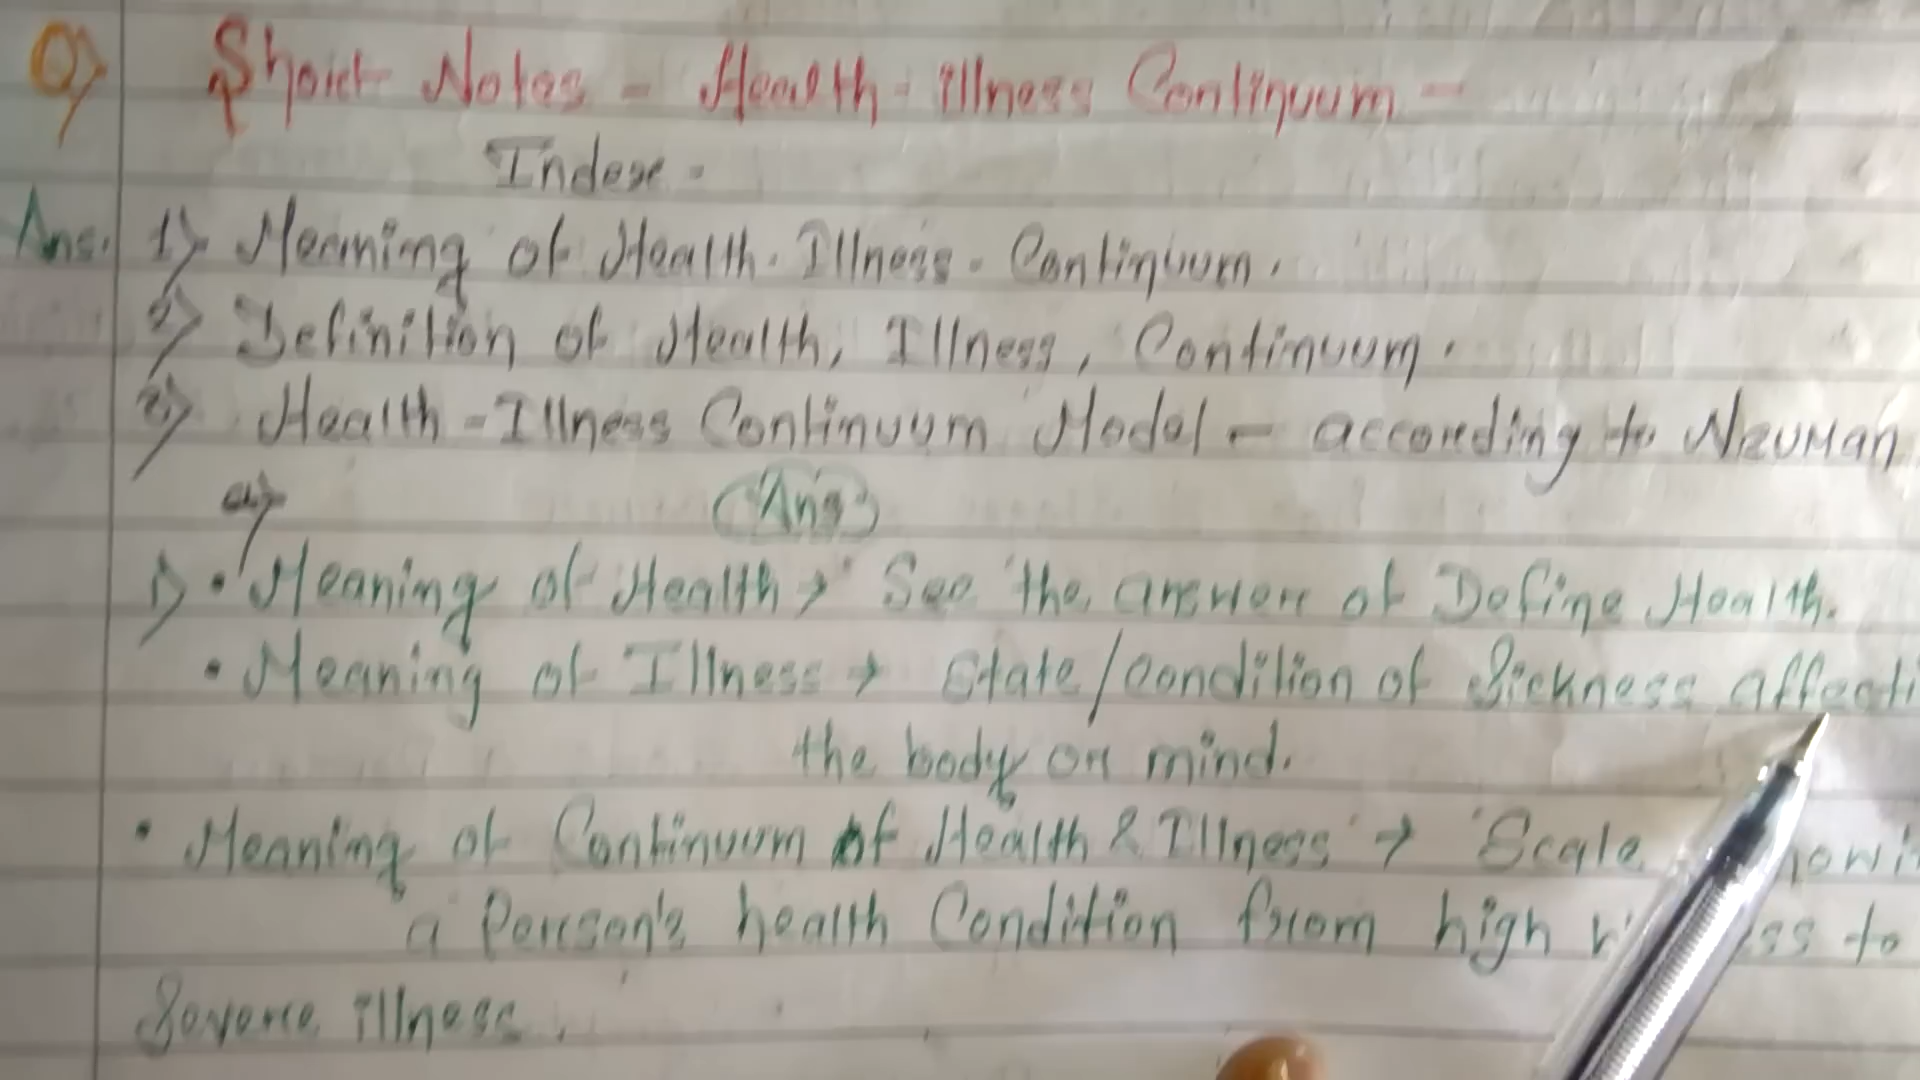 Q) Short Notes - Health - illness Continuum -
Index -
Ans. 1) Meaning of Health - Illness - Continuum.
2) Definition of Health, Illness, Continuum.
Health - Illness Continuum Model - according to Neuman
a) Ans
1) • Meaning of Health → See the answer of Define Health.
• Meaning of Illness → State/condition of Sickness affecti
the body or mind.
• Meaning of Continuum of Health & Illness → Scale
a Person's health Condition from high to
Severe illness.